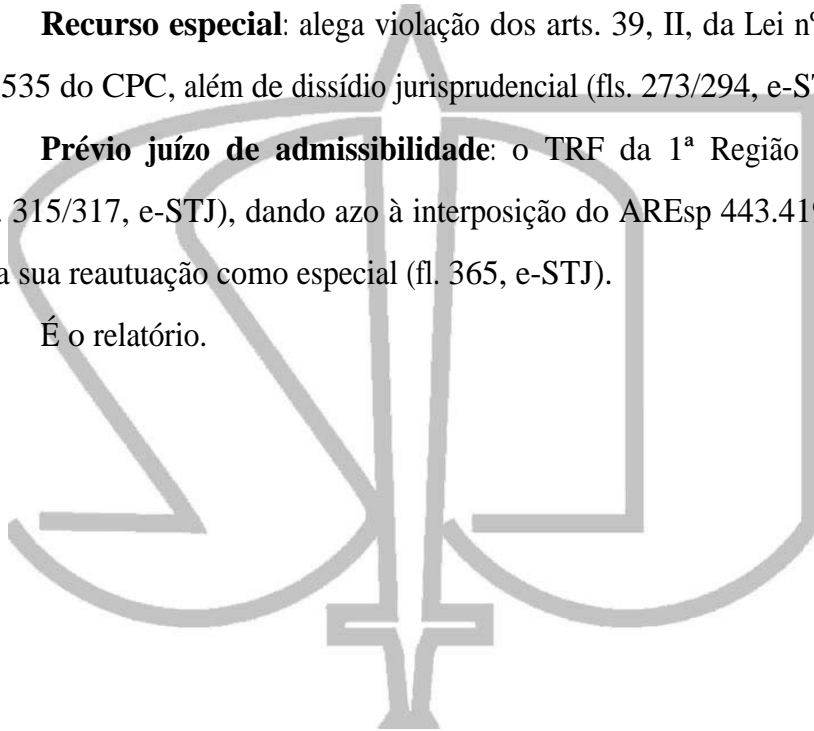 Recurso especial: alega violação dos arts. 39, II, da Lei nº
535 do CPC, além de dissídio jurisprudencial (fls. 273/294, e-ST
Prévio juízo de admissibilidade: o TRF da 1ª Região
. 315/317, e-STJ), dando azo à interposição do AREsp 443.419
a sua reautuação como especial (fl. 365, e-STJ).
É o relatório.